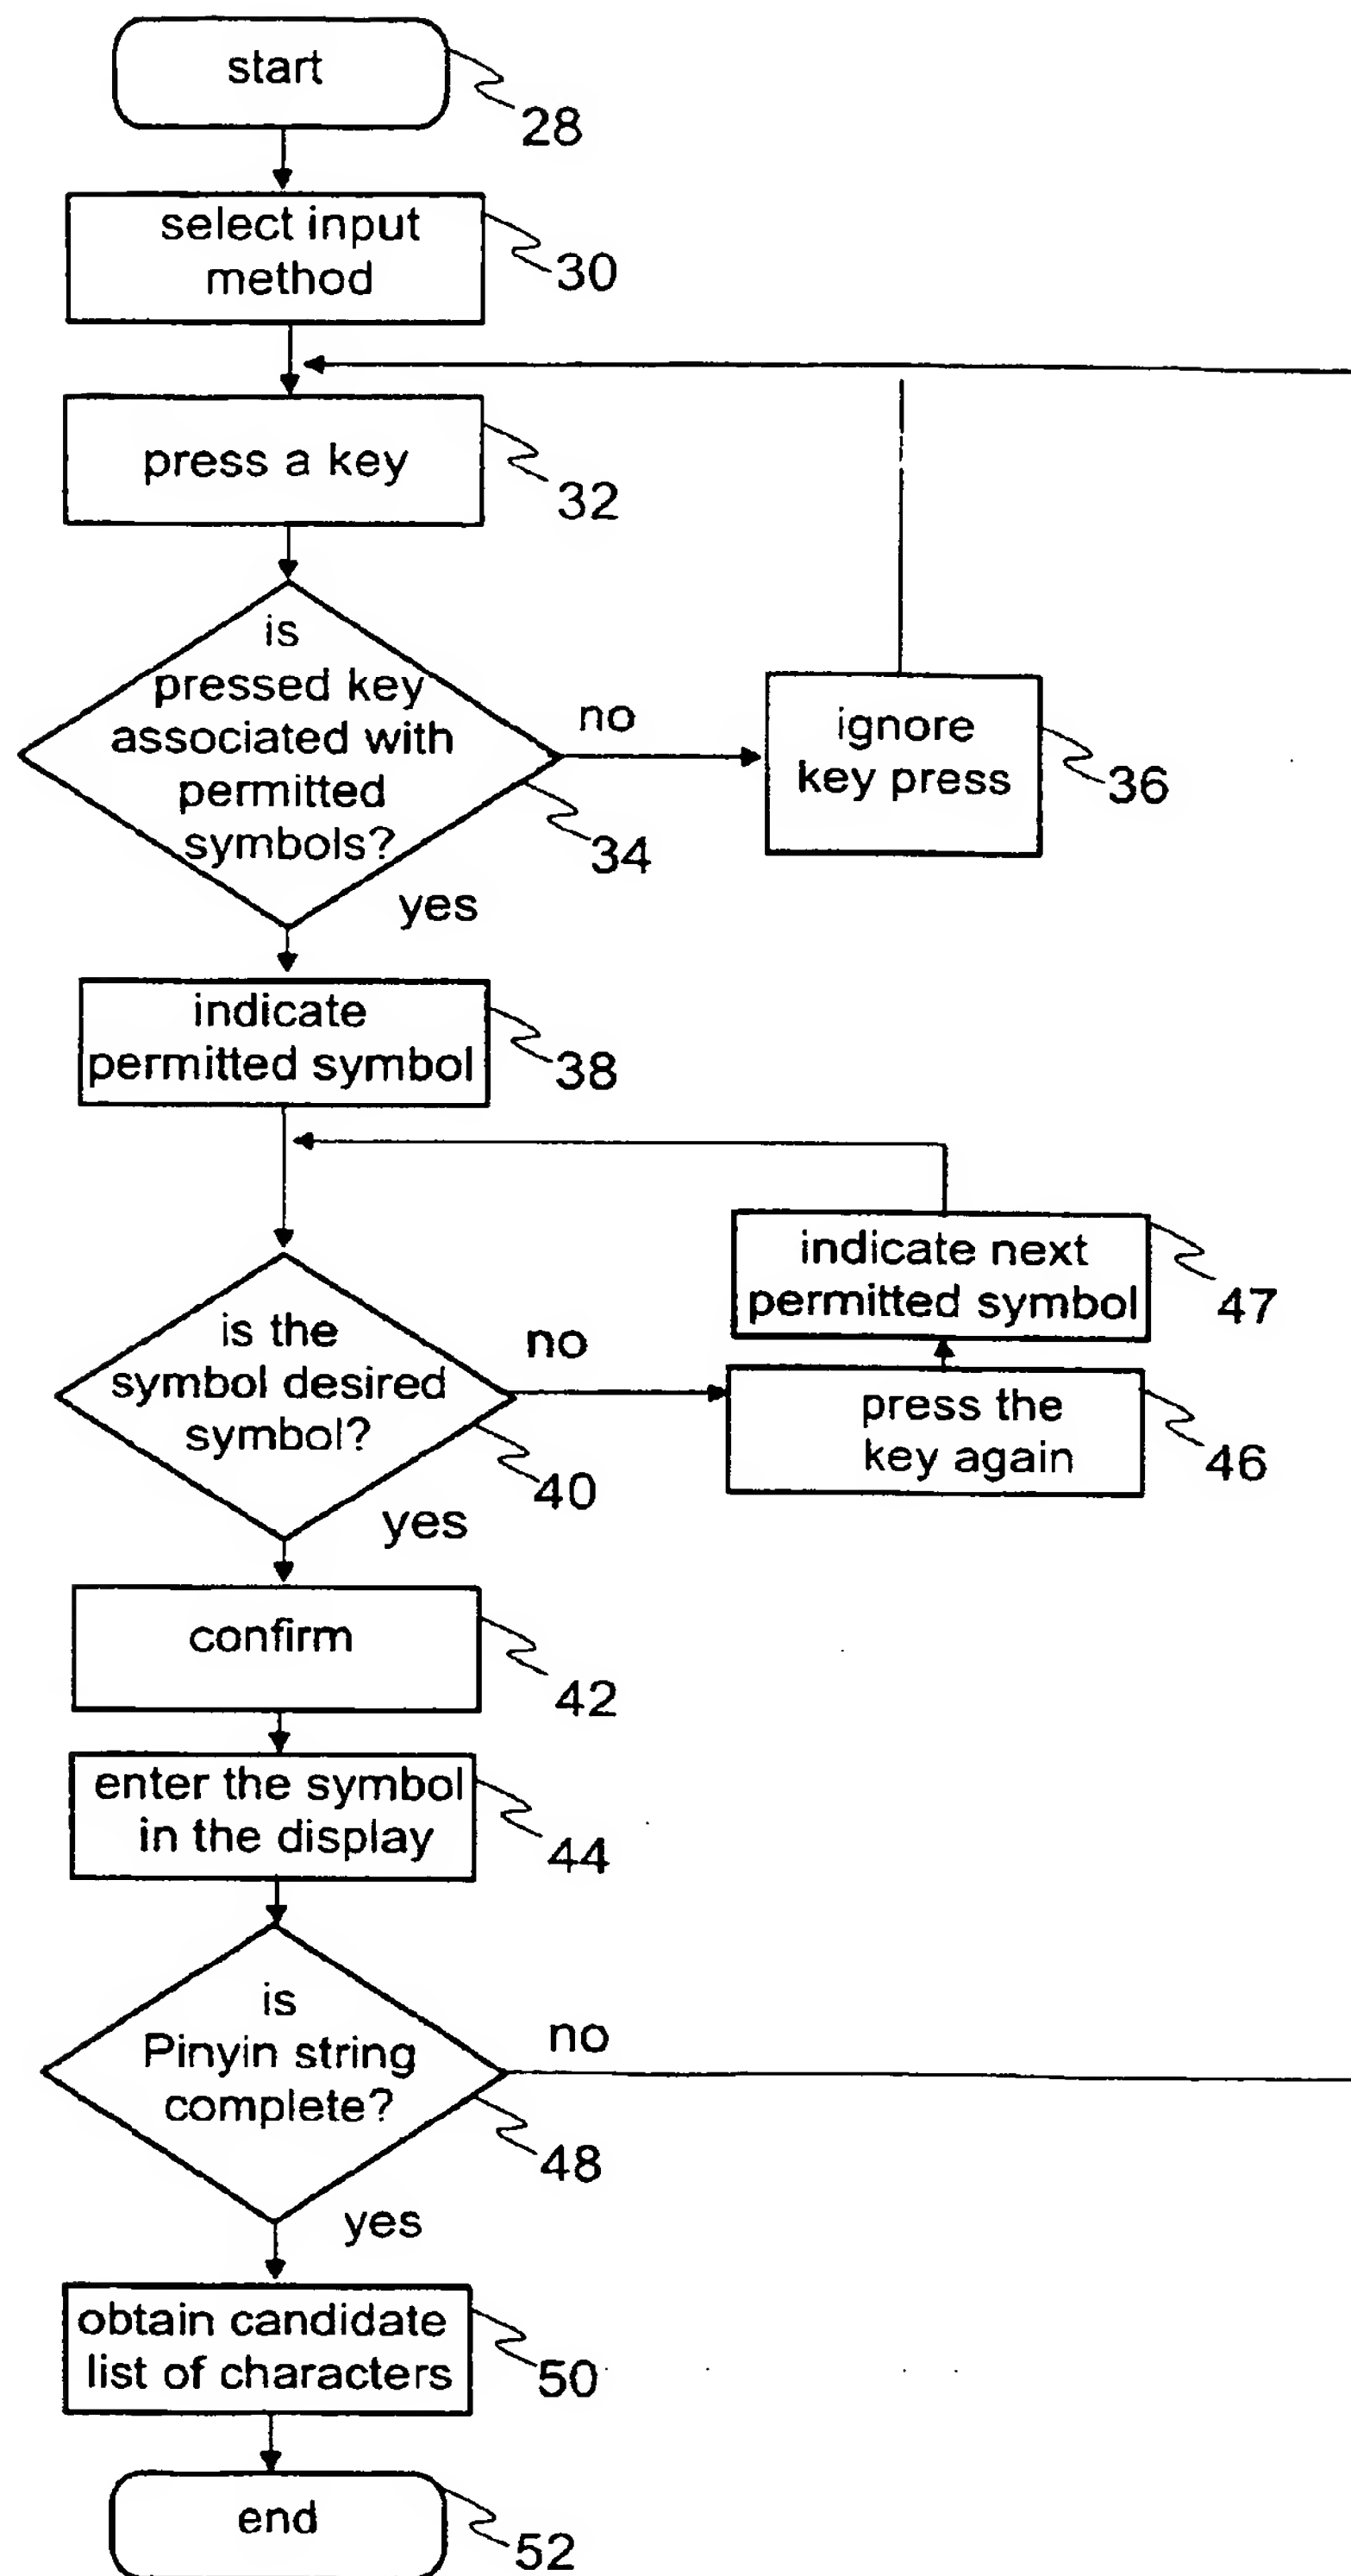 start
28
select input
method
30
press a key
32
is
pressed key
associated with
permitted
symbols?
34
no
ignore
key press
36
yes
indicate
permitted symbol
38
indicate next
permitted symbol
47
is the
symbol desired
symbol?
40
no
press the
key again
46
yes
confirm
42
enter the symbol
in the display
44
is
Pinyin string
complete?
48
no
yes
obtain candidate
list of characters
50
end
52